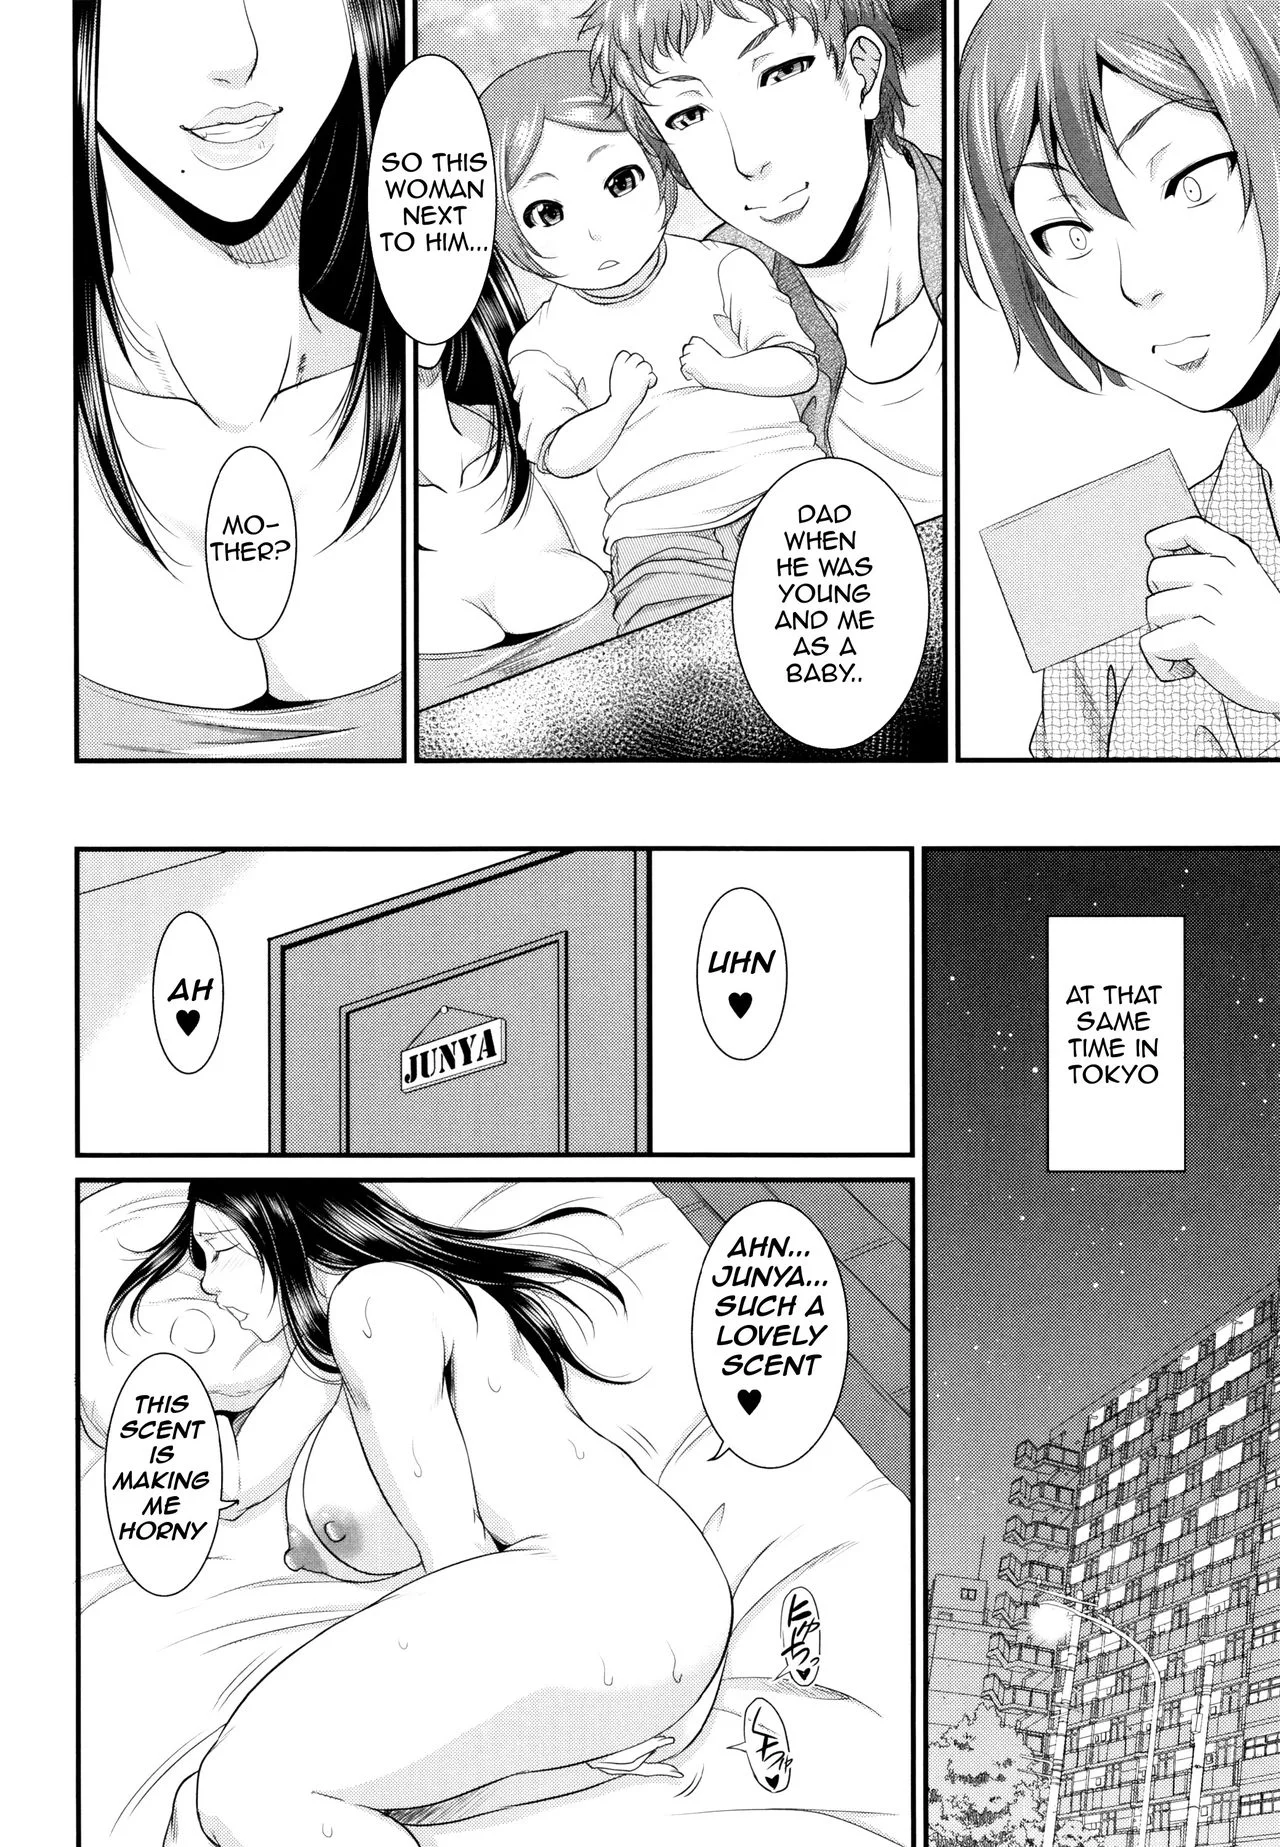 DAD
WHEN
HE WAS
YOUNG
AND ME
AS A
BABY..
SO THIS
WOMAN
NEXT
TO HIM...
MO-
THER?
AT THAT
SAME
TIME IN
TOKYO
UHN
♥
JUNYA
AH
♥
AHN...
JUNYA...
SUCH A
LOVELY
SCENT
♥
THIS
SCENT IS
MAKING
ME
HORNY